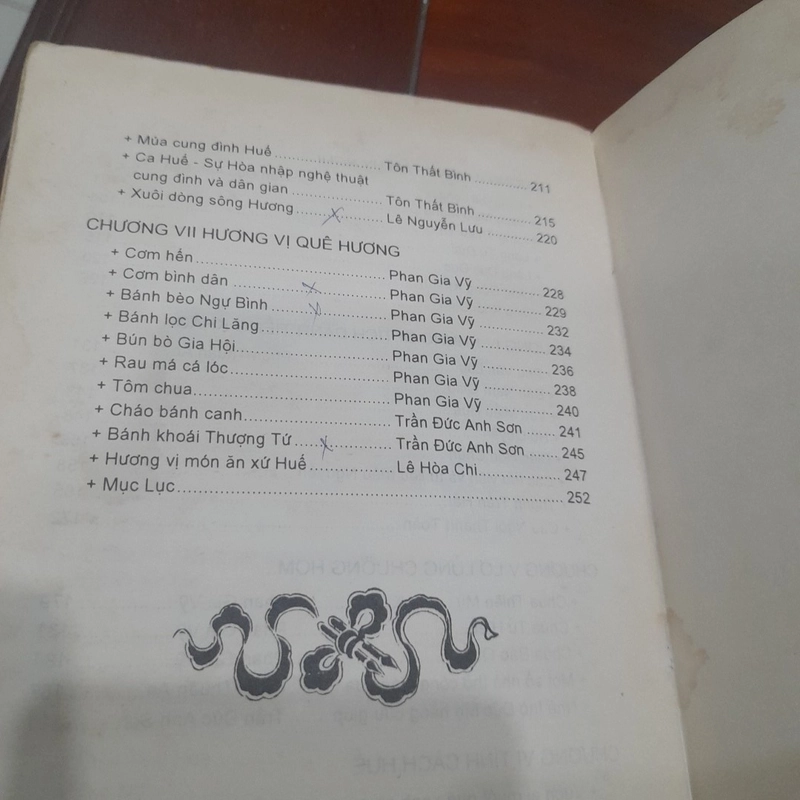 + Múa cung đình Huế ........................ Tôn Thất Bình ............. 211
+ Ca Huế - Sự Hòa nhập nghệ thuật
cung đình và dân gian ........................ Tôn Thất Bình ............. 215
+ Xuôi dòng sông Hương ........................ Lê Nguyễn Lưu ............ 220
CHƯƠNG VII HƯƠNG VỊ QUÊ HƯƠNG
+ Cơm hến ........................ Phan Gia Vỹ .................. 228
+ Cơm bình dân ........................ Phan Gia Vỹ .................. 229
+ Bánh bèo Ngự Bình ........................ Phan Gia Vỹ .................. 232
+ Bánh lọc Chi Lăng ........................ Phan Gia Vỹ .................. 234
+ Bún bò Gia Hội ........................ Phan Gia Vỹ .................. 236
+ Rau má cá lóc ........................ Phan Gia Vỹ .................. 238
+ Tôm chua ........................ Phan Gia Vỹ .................. 240
+ Cháo bánh canh ........................ Trần Đức Anh Sơn ....... 241
+ Bánh khoái Thượng Tứ ........................ Trần Đức Anh Sơn ....... 245
+ Hương vị món ăn xứ Huế ........................ Lê Hòa Chi .................. 247
+ Mục Lục ................................................ 252